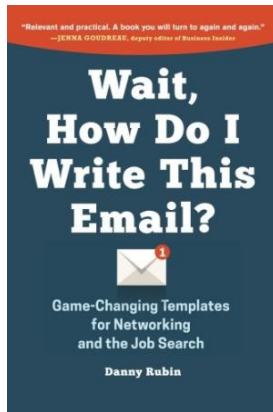 "Relevant and practical. A book you will turn to again and again."
—JENNA GOUDREAU, deputy editor of Business Insider
Wait,
How Do I
Write This
Email?
1
Game-Changing Templates
for Networking
and the Job Search
Danny Rubin